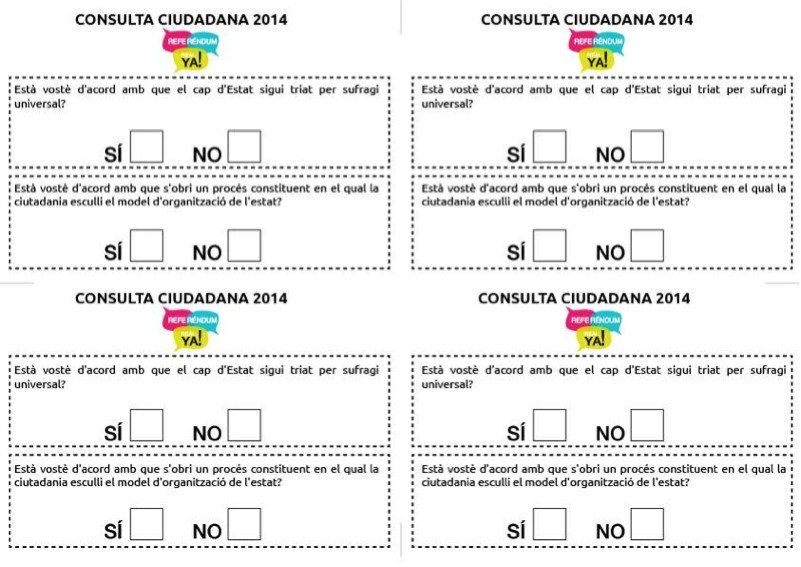 CONSULTA CIUDADANA 2014
REFERÉNDUM
YA!
Està vostè d'acord amb que el cap d'Estat sigui triat per sufragi
universal?
SÍ NO
Està vostè d'acord amb que s'obri un procés constituent en el qual la
ciutadania esculli el model d'organització de l'estat?
SÍ NO
CONSULTA CIUDADANA 2014
REFERÉNDUM
YA!
Està vostè d'acord amb que el cap d'Estat sigui triat per sufragi
universal?
SÍ NO
Està vostè d'acord amb que s'obri un procés constituent en el qual la
ciutadania esculli el model d'organització de l'estat?
SÍ NO
CONSULTA CIUDADANA 2014
REFERÉNDUM
YA!
Està vostè d'acord amb que el cap d'Estat sigui triat per sufragi
universal?
SÍ NO
Està vostè d'acord amb que s'obri un procés constituent en el qual la
ciutadania esculli el model d'organització de l'estat?
SÍ NO
CONSULTA CIUDADANA 2014
REFERÉNDUM
YA!
Està vostè d'acord amb que el cap d'Estat sigui triat per sufragi
universal?
SÍ NO
Està vostè d'acord amb que s'obri un procés constituent en el qual la
ciutadania esculli el model d'organització de l'estat?
SÍ NO